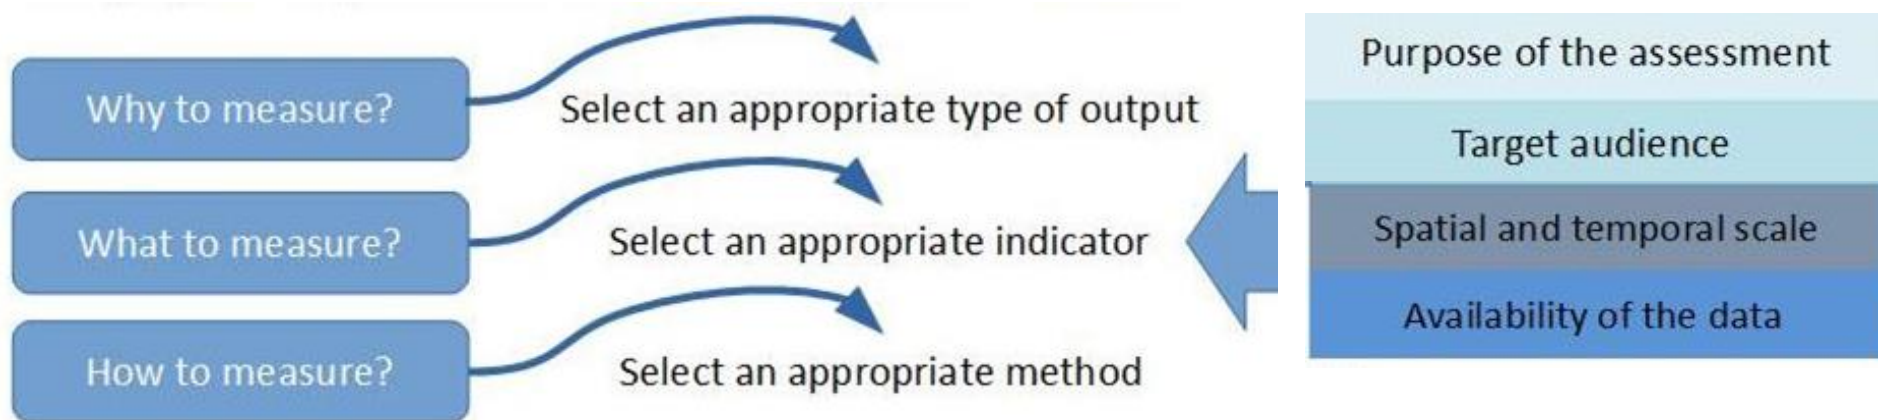 Why to measure?
Select an appropriate type of output
What to measure?
Select an appropriate indicator
How to measure?
Select an appropriate method
Purpose of the assessment
Target audience
Spatial and temporal scale
Availability of the data